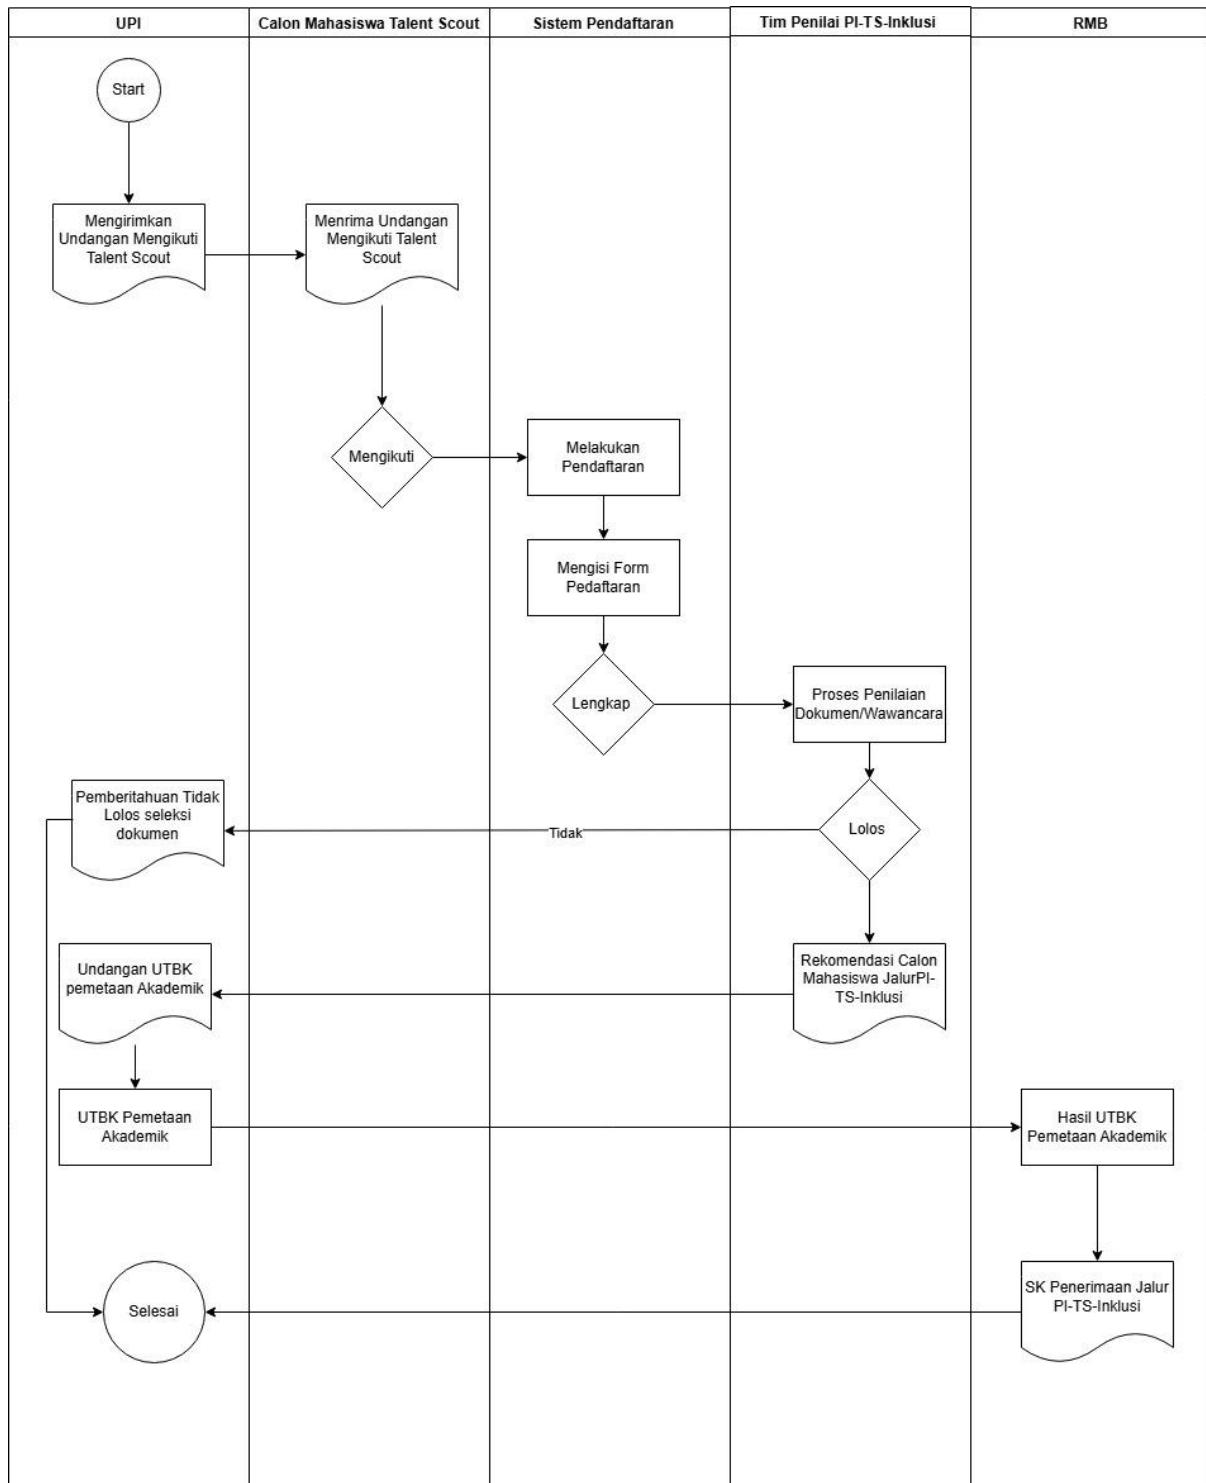 UPI
Calon Mahasiswa Talent Scout
Sistem Pendaftaran
Tim Penilai PI-TS-Inklusi
RMB
Start
Mengirimkan
Undangan Mengikuti
Talent Scout
Menrima Undangan
Mengikuti Talent
Scout
Mengikuti
Melakukan
Pendaftaran
Mengisi Form
Pedaftaran
Lengkap
Proses Penilaian
Dokumen/Wawancara
Pemberitahuan Tidak
Lolos seleksi
dokumen
Tidak
Lolos
Undangan UTBK
pemetaan Akademik
Rekomendasi Calon
Mahasiswa JalurPI-
TS-Inklusi
UTBK Pemetaan
Akademik
Hasil UTBK
Pemetaan Akademik
Selesai
SK Penerimaan Jalur
PI-TS-Inklusi